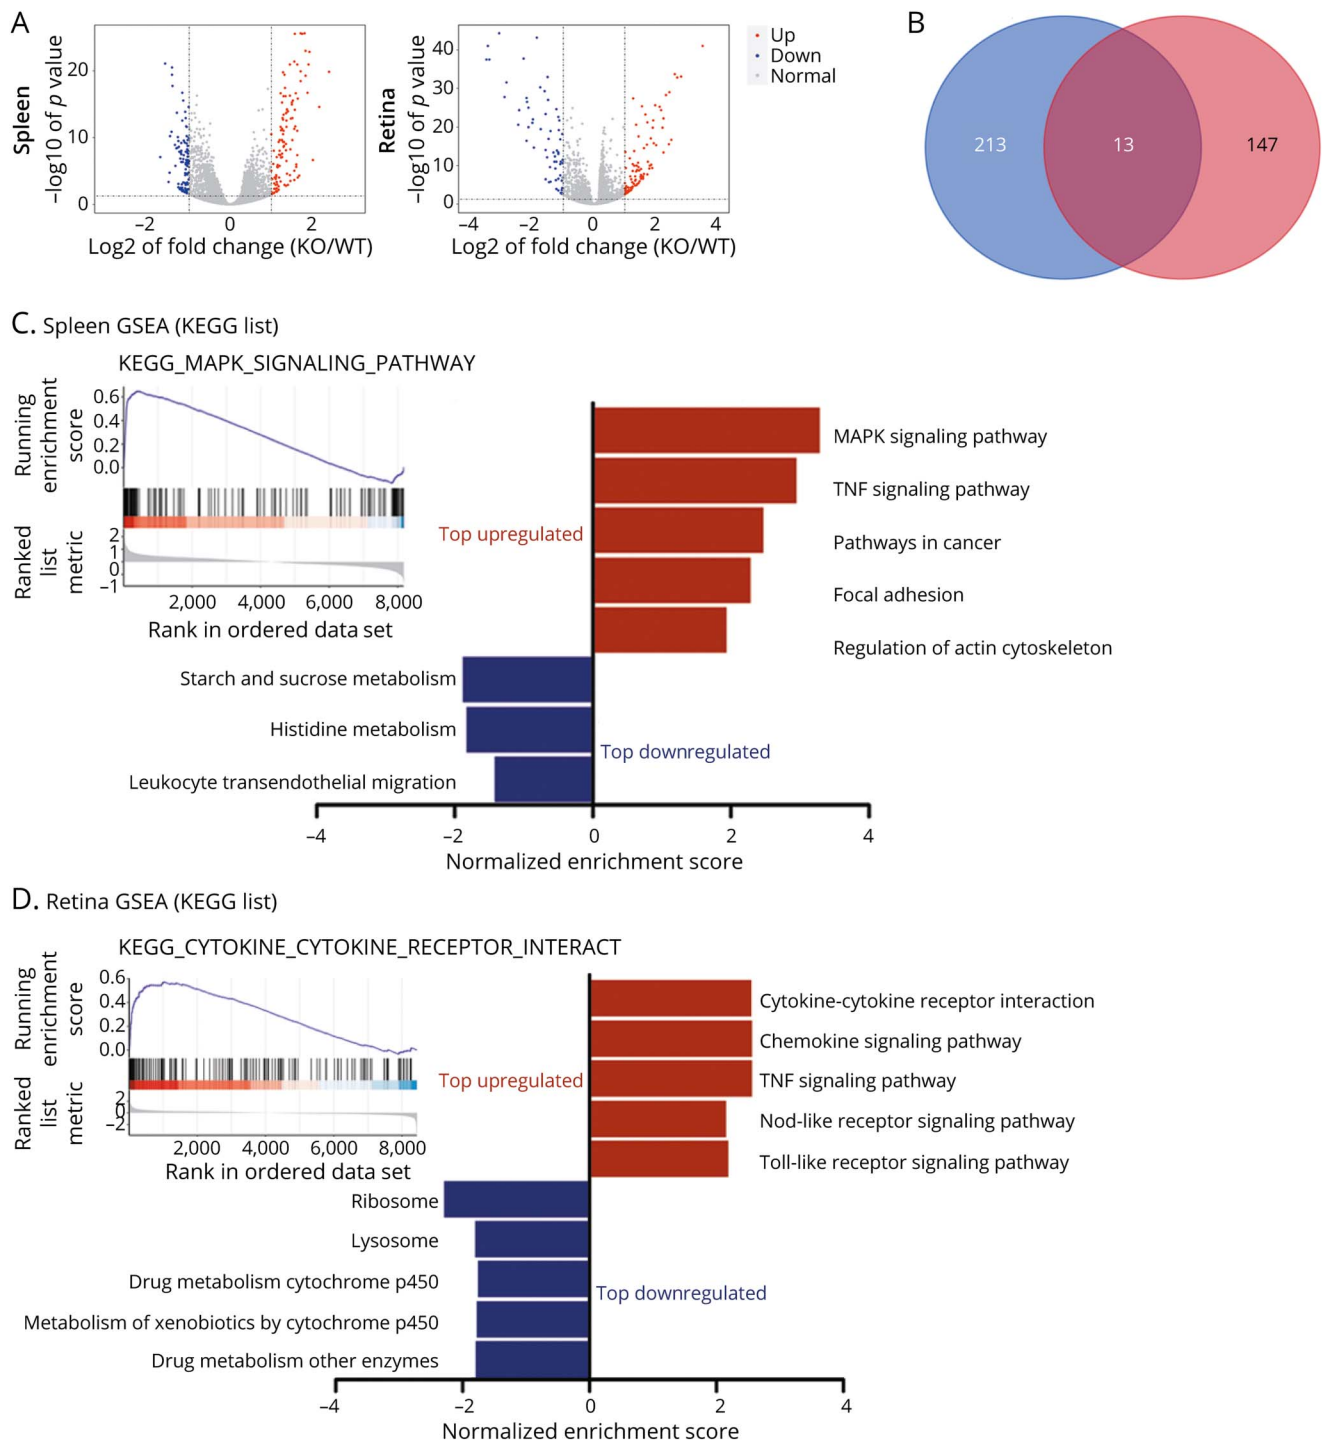 A
B
Spleen
−log10 of p value
20
10
0
−2
0
2
Log2 of fold change (KO/WT)
Retina
−log10 of p value
40
30
20
10
0
−4
−2
0
2
4
Log2 of fold change (KO/WT)
Up
Down
Normal
213
13
147
C. Spleen GSEA (KEGG list)
KEGG_MAPK_SIGNALING_PATHWAY
Running
enrichment
score
0.6
0.4
0.2
0.0
Ranked
list
metric
2
1
0
−1
2,000
4,000
6,000
8,000
Rank in ordered data set
Top upregulated
MAPK signaling pathway
TNF signaling pathway
Pathways in cancer
Focal adhesion
Regulation of actin cytoskeleton
Starch and sucrose metabolism
Histidine metabolism
Leukocyte transendothelial migration
Top downregulated
−4
−2
0
2
4
Normalized enrichment score
D. Retina GSEA (KEGG list)
KEGG_CYTOKINE_CYTOKINE_RECEPTOR_INTERACT
Running
enrichment
score
0.6
0.4
0.2
0.0
Ranked
list
metric
2
0
−2
2,000
4,000
6,000
8,000
Rank in ordered data set
Top upregulated
Cytokine-cytokine receptor interaction
Chemokine signaling pathway
TNF signaling pathway
Nod-like receptor signaling pathway
Toll-like receptor signaling pathway
Ribosome
Lysosome
Drug metabolism cytochrome p450
Metabolism of xenobiotics by cytochrome p450
Drug metabolism other enzymes
Top downregulated
−4
−2
0
2
4
Normalized enrichment score